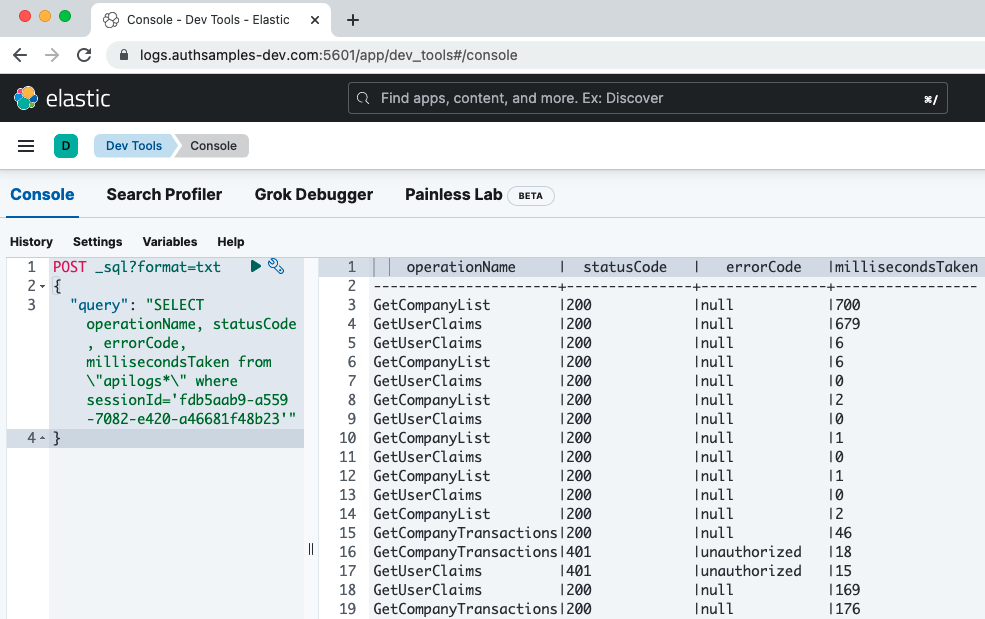 Console - Dev Tools - Elastic
logs.authsamples-dev.com:5601/app/dev_tools#/console
elastic
Find apps, content, and more. Ex: Discover
⌘/
D
Dev Tools
Console
Console Search Profiler Grok Debugger Painless Lab BETA
History Settings Variables Help
1 POST _sql?format=txt
2 {
3 "query": "SELECT
operationName, statusCode
, errorCode,
millisecondsTaken from
\"apilogs*\" where
sessionId='fdb5aab9-a559
-7082-e420-a46681f48b23'"
4 }
1 operationName | statusCode | errorCode |millisecondsTaken
2 ----------------------+---------------+---------------+-----------------
3 GetCompanyList |200 |null |700
4 GetUserClaims |200 |null |679
5 GetUserClaims |200 |null |6
6 GetCompanyList |200 |null |6
7 GetUserClaims |200 |null |0
8 GetCompanyList |200 |null |2
9 GetUserClaims |200 |null |0
10 GetCompanyList |200 |null |1
11 GetUserClaims |200 |null |0
12 GetCompanyList |200 |null |1
13 GetUserClaims |200 |null |0
14 GetCompanyList |200 |null |2
15 GetCompanyTransactions|200 |null |46
16 GetCompanyTransactions|401 |unauthorized |18
17 GetUserClaims |401 |unauthorized |15
18 GetUserClaims |200 |null |169
19 GetCompanyTransactions|200 |null |176